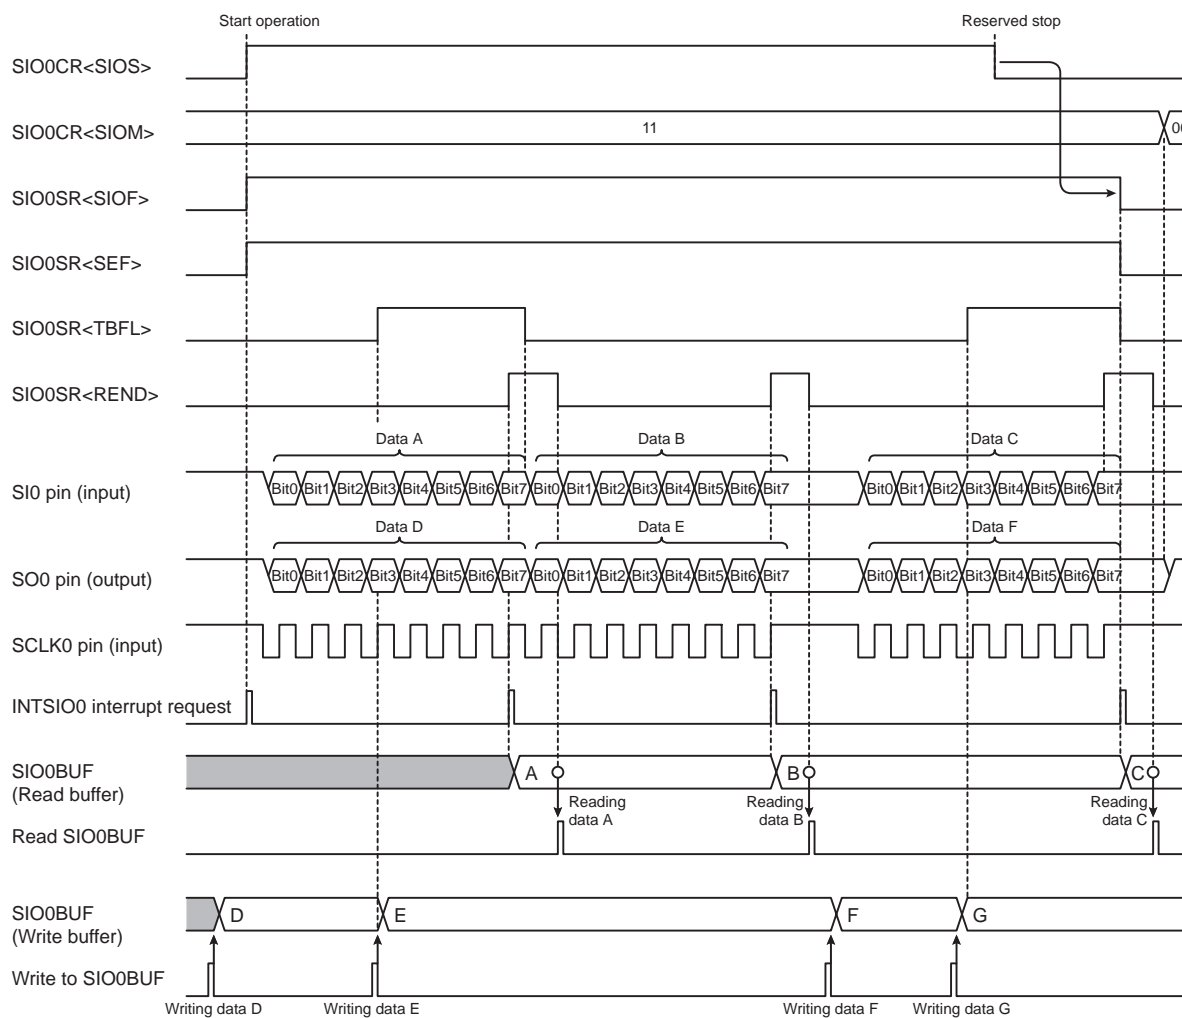 Start operation Reserved stop
SIO0CR<SIOS>
SIO0CR<SIOM> 11 00
SIO0SR<SIOF>
SIO0SR<SEF>
SIO0SR<TBFL>
SIO0SR<REND>
Data A Data B Data C
SI0 pin (input) Bit0 Bit1 Bit2 Bit3 Bit4 Bit5 Bit6 Bit7 Bit0 Bit1 Bit2 Bit3 Bit4 Bit5 Bit6 Bit7 Bit0 Bit1 Bit2 Bit3 Bit4 Bit5 Bit6 Bit7
Data D Data E Data F
SO0 pin (output) Bit0 Bit1 Bit2 Bit3 Bit4 Bit5 Bit6 Bit7 Bit0 Bit1 Bit2 Bit3 Bit4 Bit5 Bit6 Bit7 Bit0 Bit1 Bit2 Bit3 Bit4 Bit5 Bit6 Bit7
SCLK0 pin (input)
INTSIO0 interrupt request
SIO0BUF A B C
(Read buffer)
Reading Reading Reading
data A data B data C
Read SIO0BUF
SIO0BUF D E F G
(Write buffer)
Write to SIO0BUF
Writing data D Writing data E Writing data F Writing data G